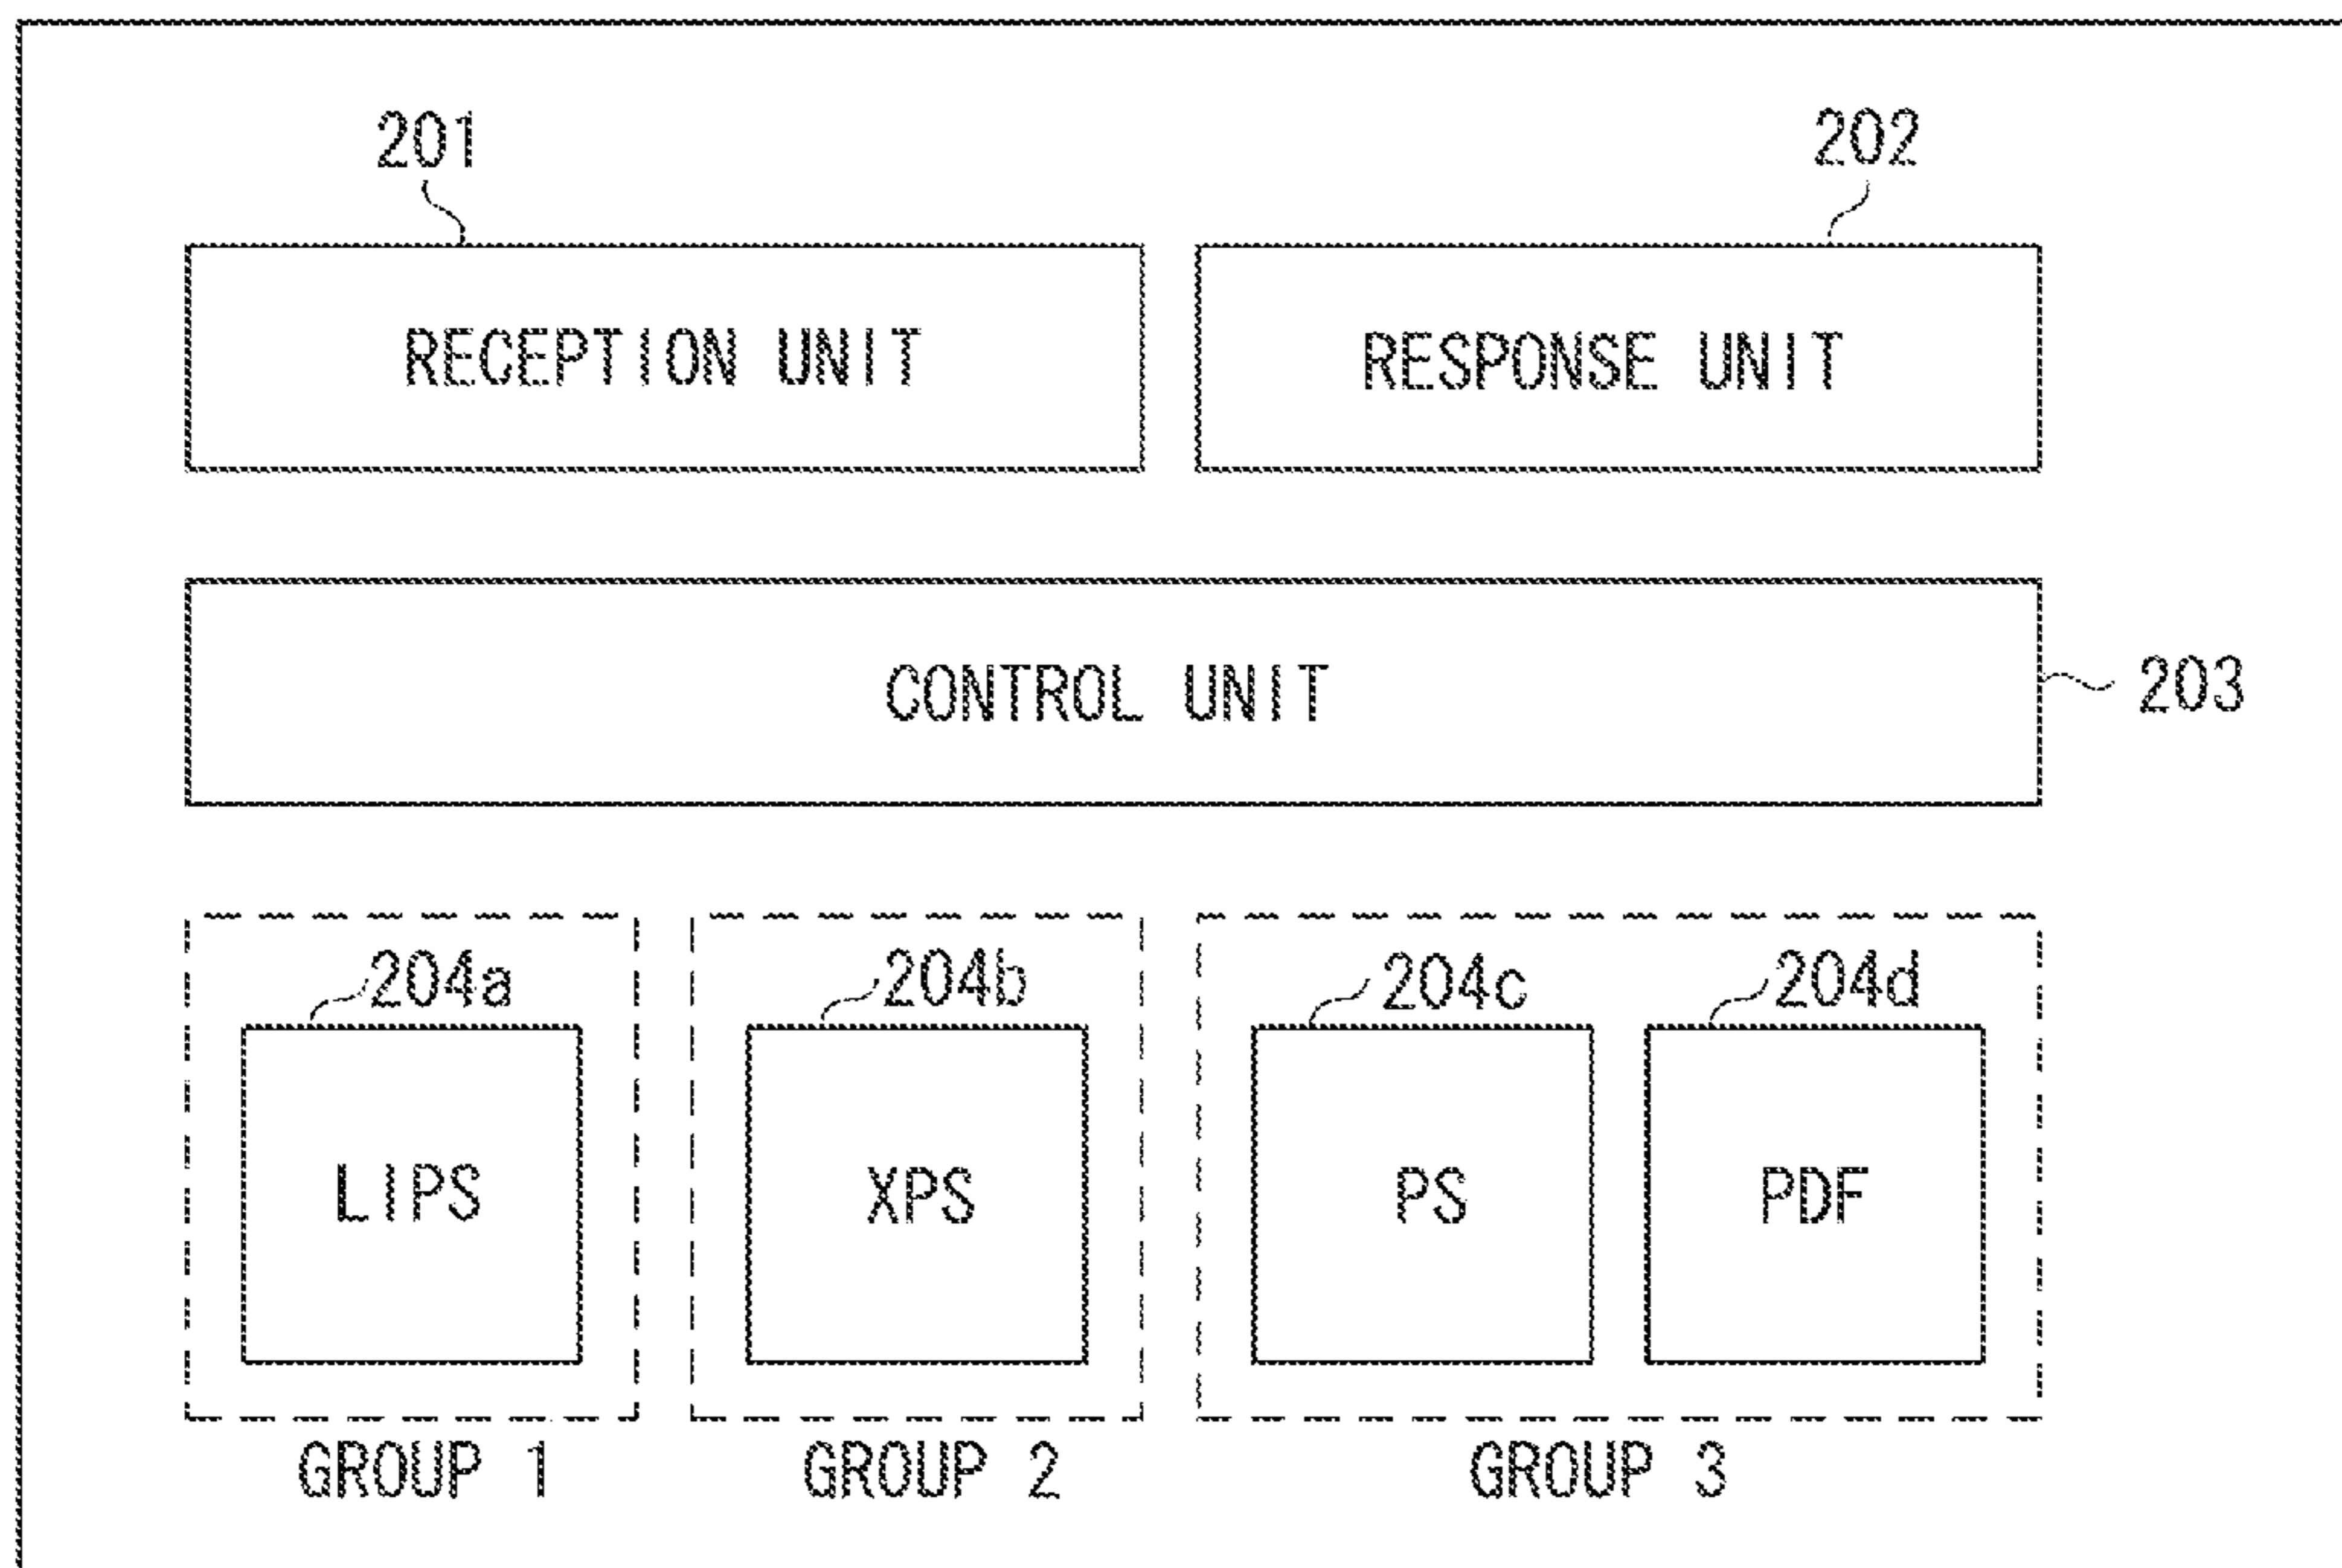 201 202
RECEPTION UNIT RESPONSE UNIT
CONTROL UNIT 203
204a 204b 204c 204d
LIPS XPS PS PDF
GROUP 1 GROUP 2 GROUP 3